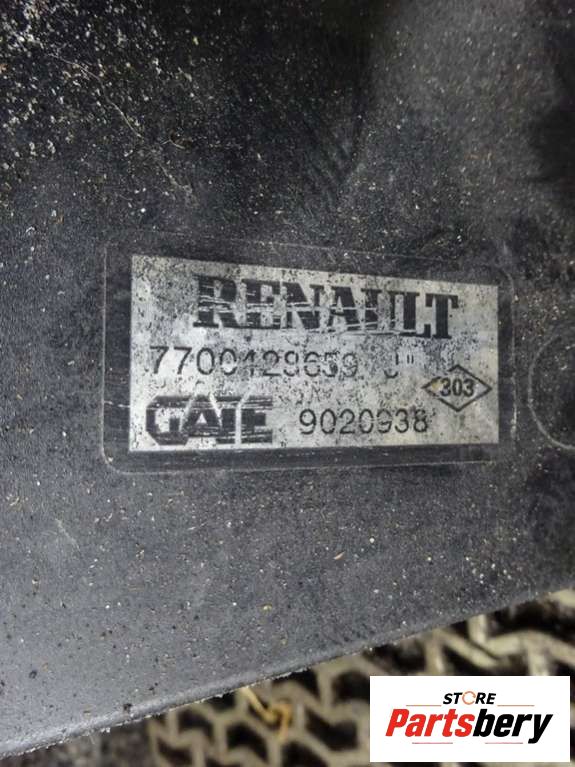 RENAULT
7700429659 J"
303
GATE 9020938
STORE
Partsbery